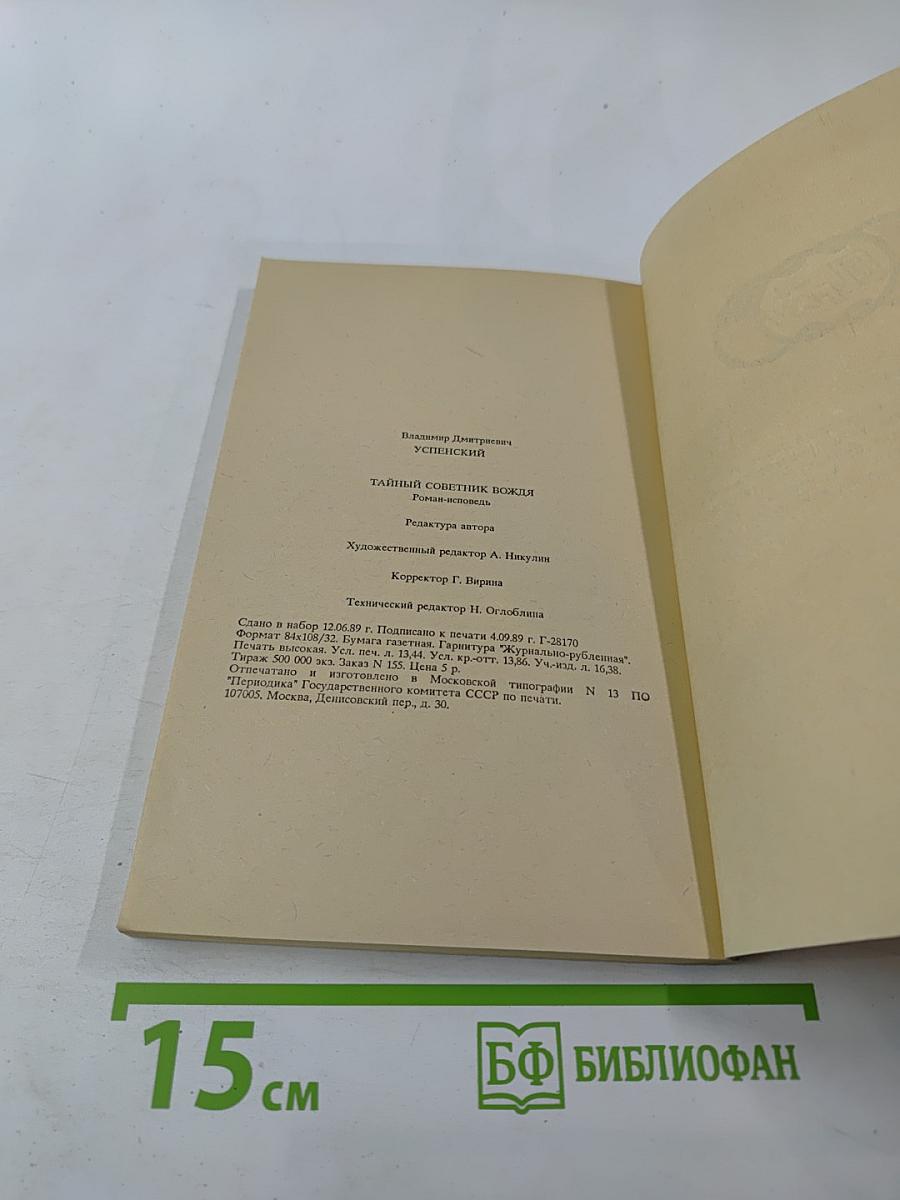 Владимир Дмитриевич
УСПЕНСКИЙ
ТАЙНЫЙ СОВЕТНИК ВОЖДЯ
Роман-исповедь
Редактура автора
Художественный редактор А. Никулин
Корректор Г. Вирина
Технический редактор Н. Оглоблина
Сдано в набор 12.06.89 г. Подписано к печати 4.09.89 г. Г-28170
Формат 84х108/32. Бумага газетная. Гарнитура "Журнально-рубленная".
Печать высокая. Усл. печ. л. 13,44. Усл. кр.-отт. 13,86. Уч.-изд. л. 16,38.
Тираж 500 000 экз. Заказ N 155. Цена 5 р.
Отпечатано и изготовлено в Московской типографии N 13 ПО
"Периодика" Государственного комитета СССР по печати.
107005. Москва, Денисовский пер., д. 30.
15 см
БФ БИБЛИОФАН